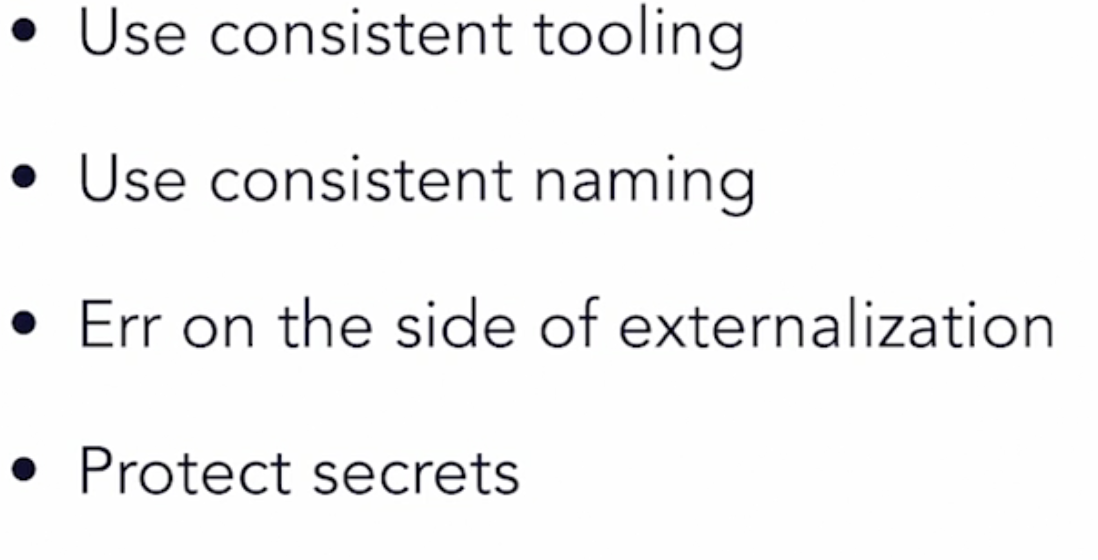 • Use consistent tooling
• Use consistent naming
• Err on the side of externalization
• Protect secrets